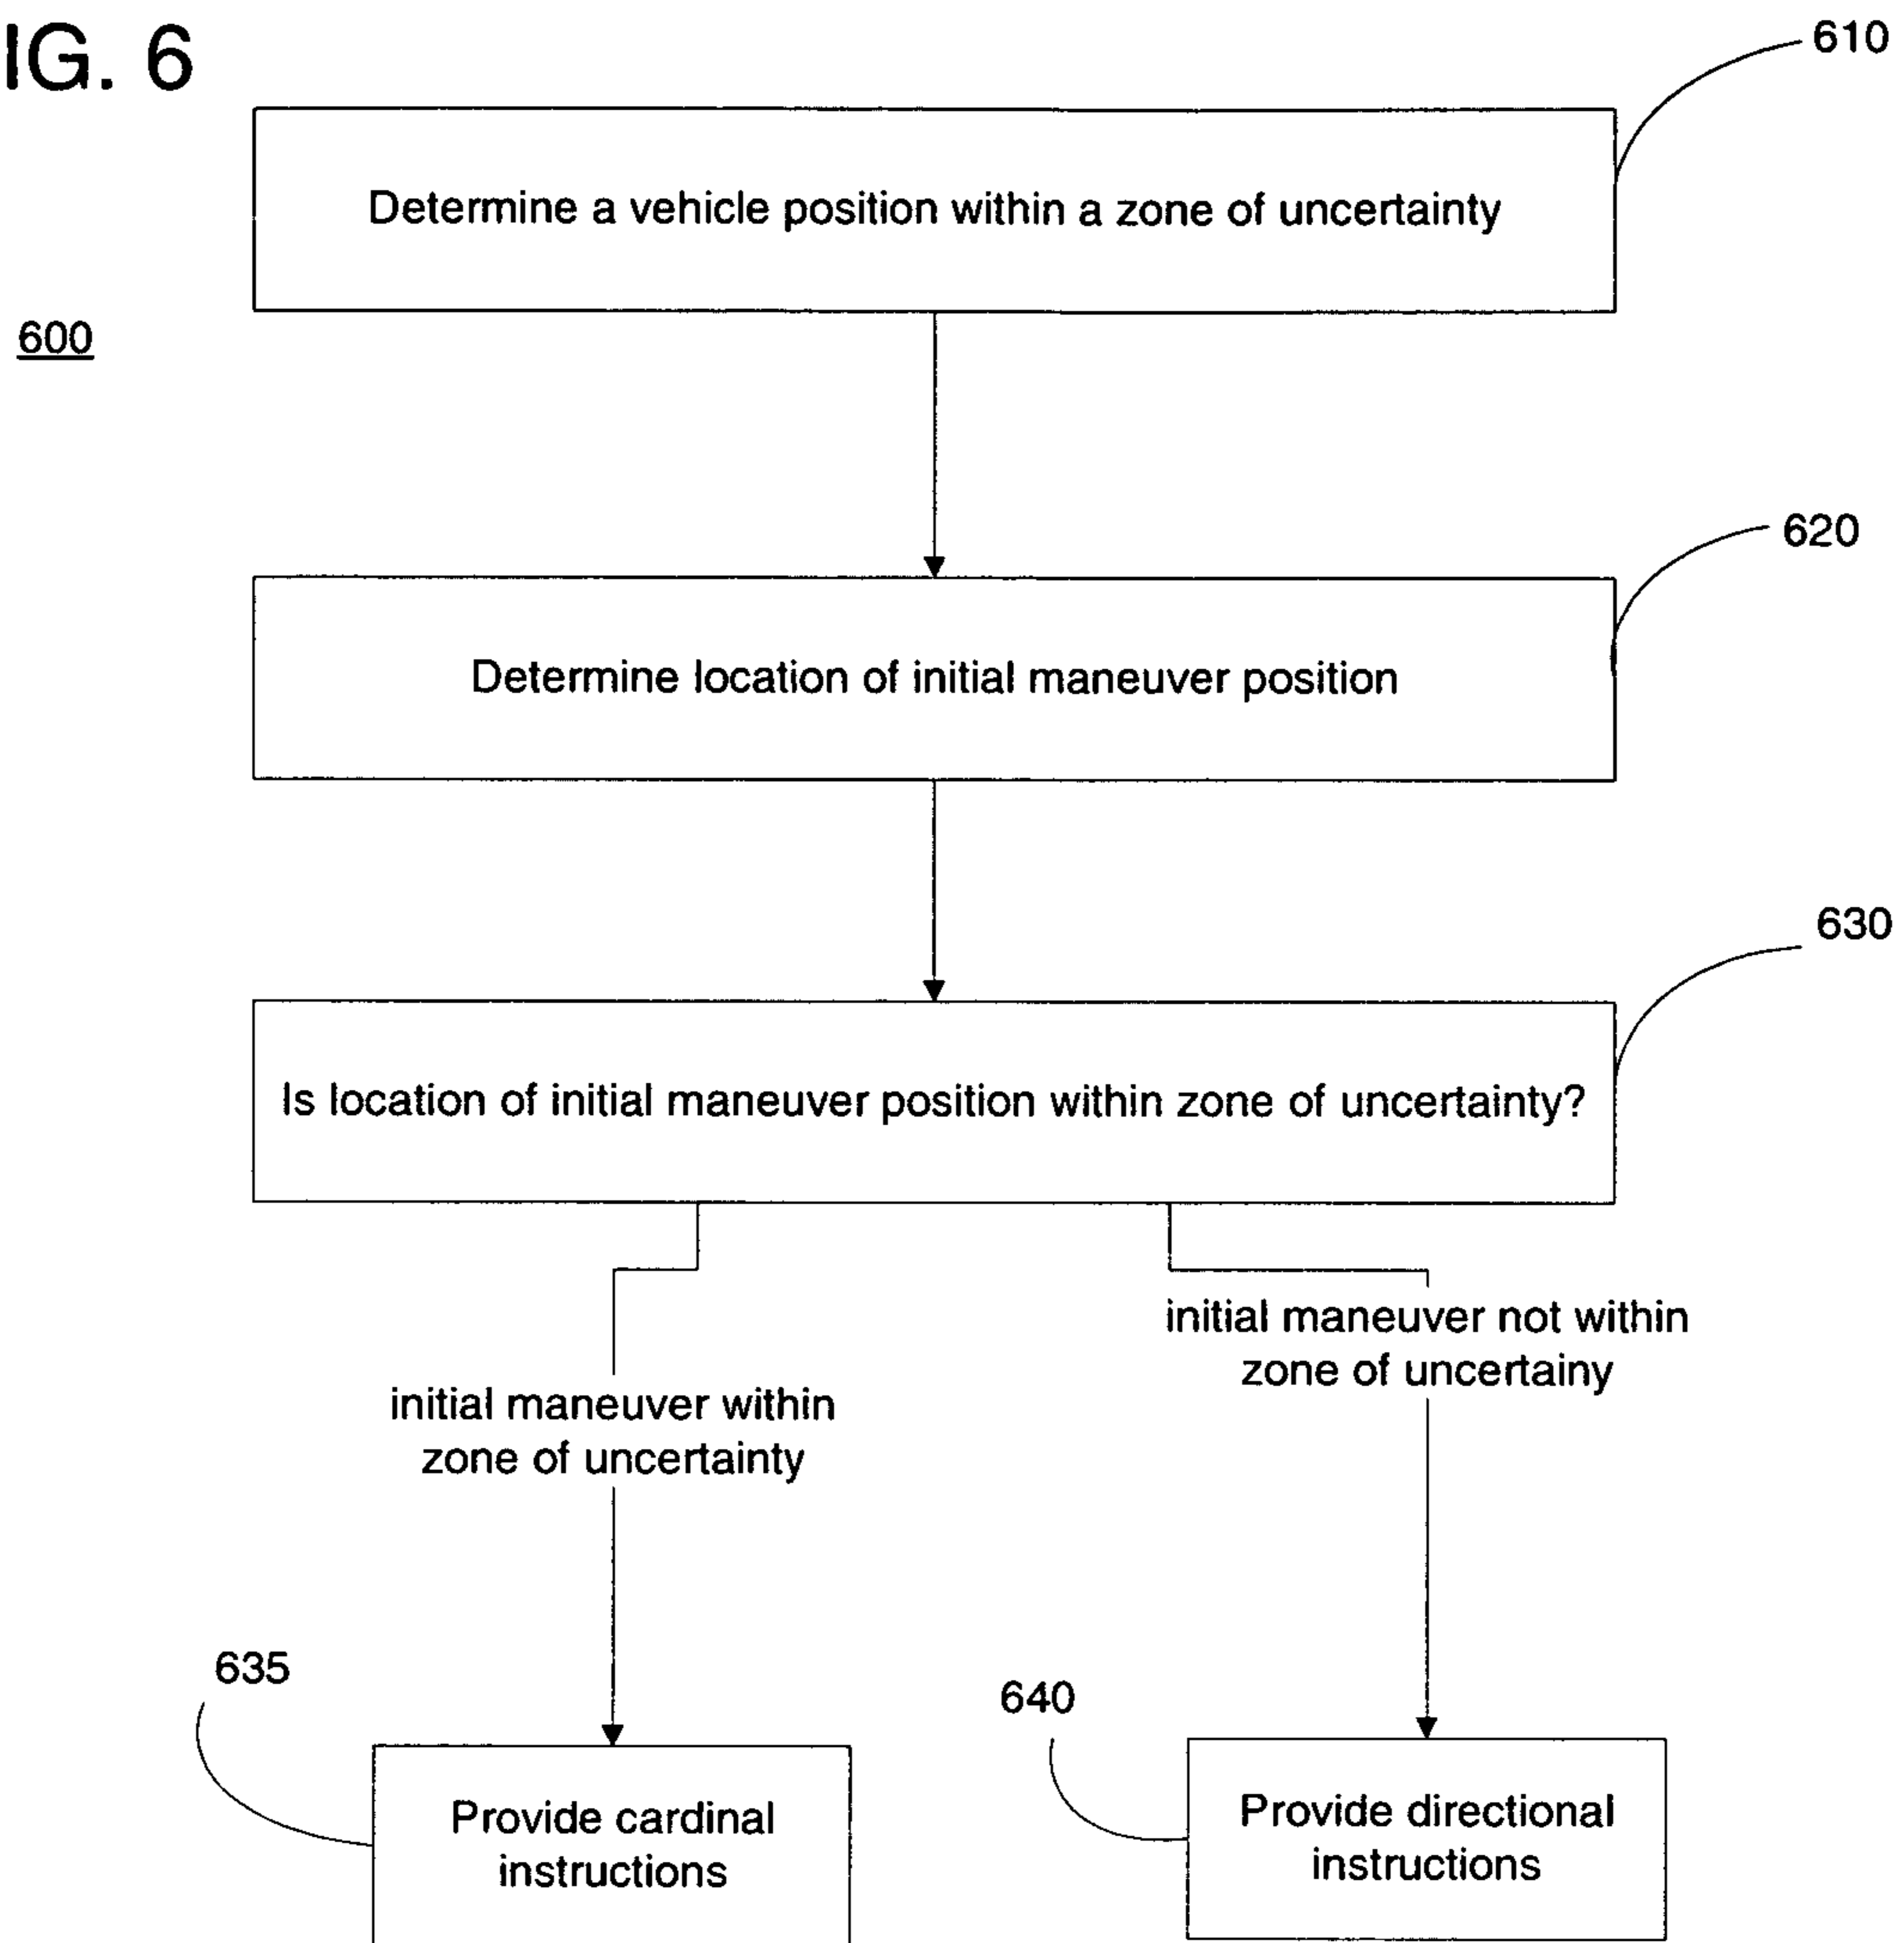 IG. 6
610
Determine a vehicle position within a zone of uncertainty
600
620
Determine location of initial maneuver position
630
Is location of initial maneuver position within zone of uncertainty?
initial maneuver not within
zone of uncertainy
initial maneuver within
zone of uncertainty
635
640
Provide cardinal
instructions
Provide directional
instructions